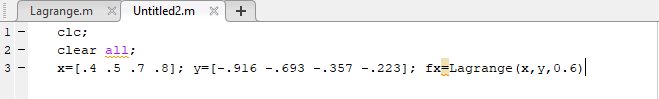 Lagrange.m × Untitled2.m × +
1 - clc;
2 - clear all;
3 - x=[.4 .5 .7 .8]; y=[-.916 -.693 -.357 -.223]; fx=Lagrange(x,y,0.6)